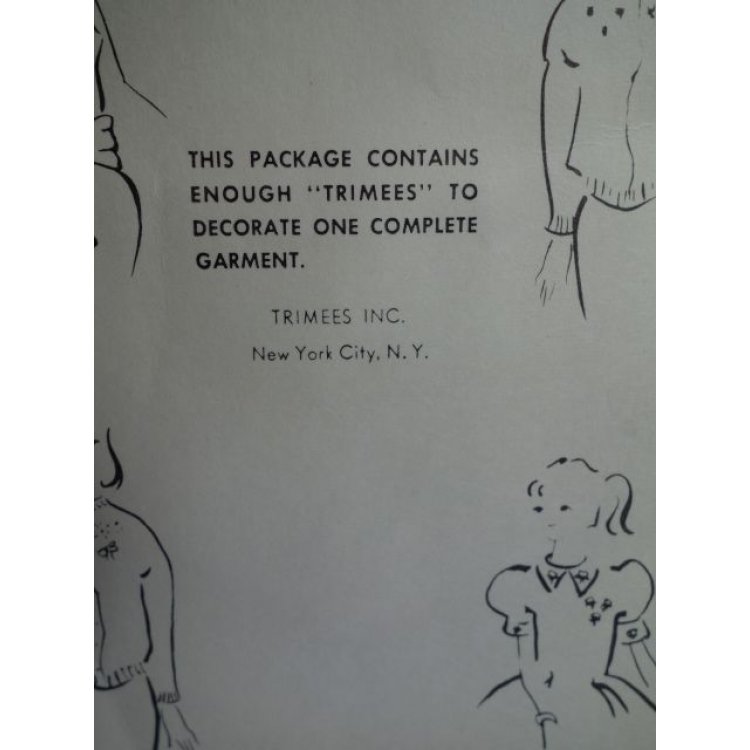 THIS PACKAGE CONTAINS
ENOUGH "TRIMEES" TO
DECORATE ONE COMPLETE
GARMENT.
TRIMEES INC.
New York City, N. Y.